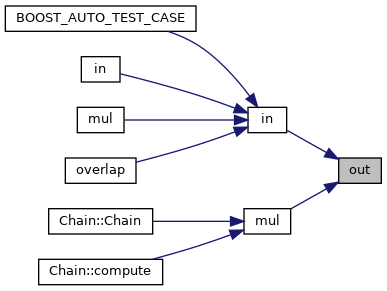 BOOST_AUTO_TEST_CASE
in
mul
in
overlap
out
Chain::Chain
mul
Chain::compute